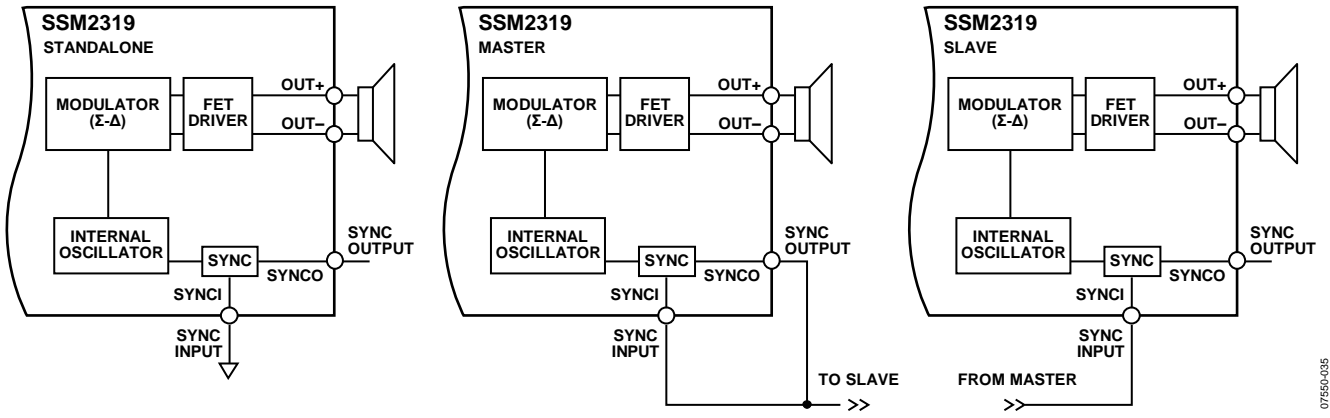 SSM2319
STANDALONE
MODULATOR
(Σ-Δ)
FET
DRIVER
OUT+
OUT–
INTERNAL
OSCILLATOR
SYNC
SYNCO
SYNC
OUTPUT
SYNCI
SYNC
INPUT
SSM2319
MASTER
MODULATOR
(Σ-Δ)
FET
DRIVER
OUT+
OUT–
INTERNAL
OSCILLATOR
SYNC
SYNCO
SYNC
OUTPUT
SYNCI
SYNC
INPUT
TO SLAVE
SSM2319
SLAVE
MODULATOR
(Σ-Δ)
FET
DRIVER
OUT+
OUT–
INTERNAL
OSCILLATOR
SYNC
SYNCO
SYNC
OUTPUT
SYNCI
SYNC
INPUT
FROM MASTER
07550-035